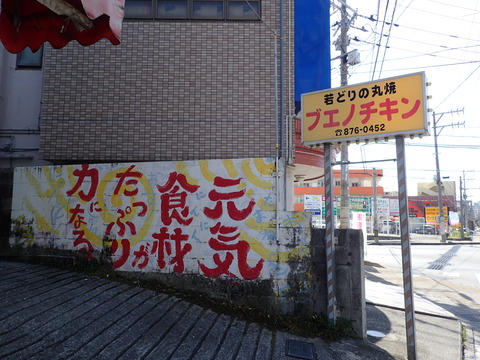 若どりの丸焼
ブエノチキン
☎876-0452
元気
食材が
たっぷり
力になる